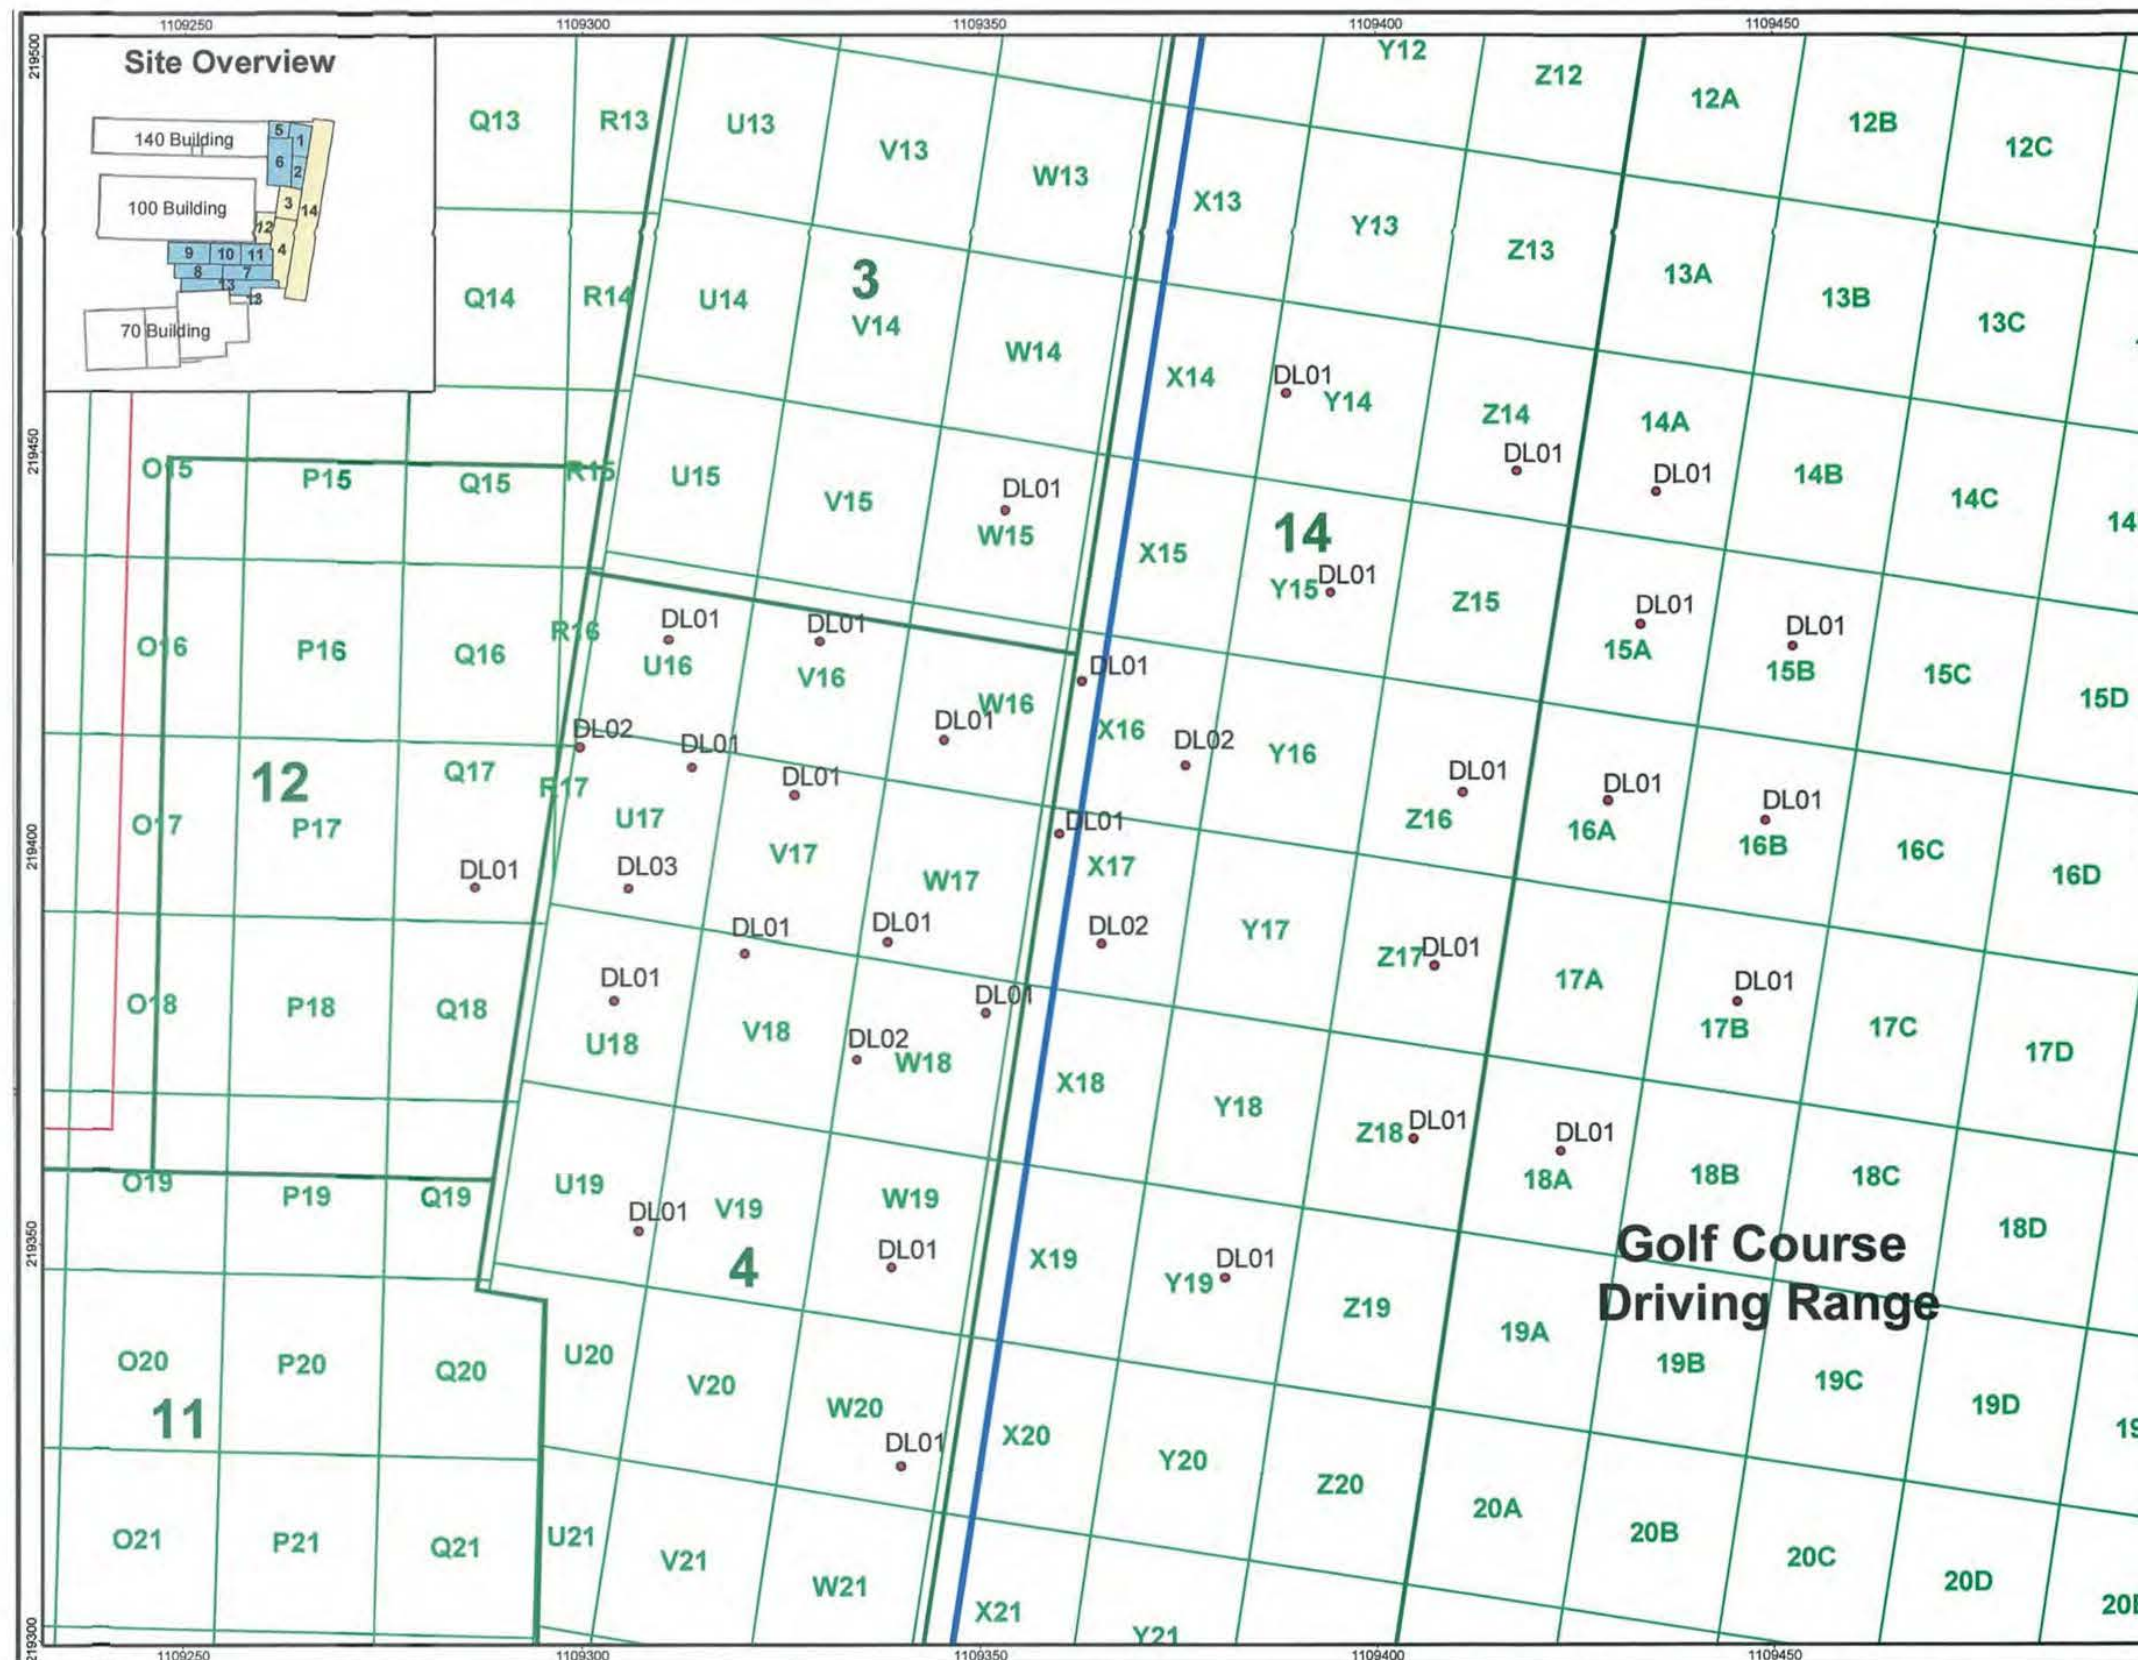 1109250 1109300 1109350 1109400 1109450
219500
Site Overview
140 Building
5
1
6
2
100 Building
3
14
12
4
9 10 11
8 7
13
13
70 Building
Y12
Z12
12A
12B
12C
Q13 R13 U13
V13
W13
X13
Y13
Z13
13A
13B
13C
3
Q14 R14 U14
V14
W14
X14
DL01
Y14
Z14
DL01
14A
DL01
14B
14C
14
219450
O15 P15 Q15 R15 U15
V15
DL01
W15
14
X15
Y15 DL01
Z15
DL01
15A
DL01
15B
15C
15D
O16 P16 Q16 R16
DL01
U16
DL01
V16
W16
DL01
DL01
X16
DL02
Y16
DL01
Z16
DL01
16A
DL01
16B
16C
16D
12
O17 P17 Q17 R17
DL02
DL01
U17
DL01
V17
W17
DL01
X17
219400
DL01
DL03
DL01
DL01
DL02
Y17
Z17 DL01
17A
DL01
17B
17C
17D
O18 P18 Q18
DL01
U18
V18
DL02
W18
DL01
X18
Y18
Z18 DL01
DL01
18A
18B
18C
18D
O19 P19 Q19
U19
DL01
V19
W19
DL01
X19
Y19 DL01
Z19
Golf Course
Driving Range
219350
4
19A
19B
19C
19D
19
O20 P20 Q20
11
U20
V20
W20
DL01
X20
Y20
Z20
20A
20B
20C
20D
O21 P21 Q21
U21
V21
W21
X21
Y21
219300
1109250 1109300 1109350 1109400 1109450